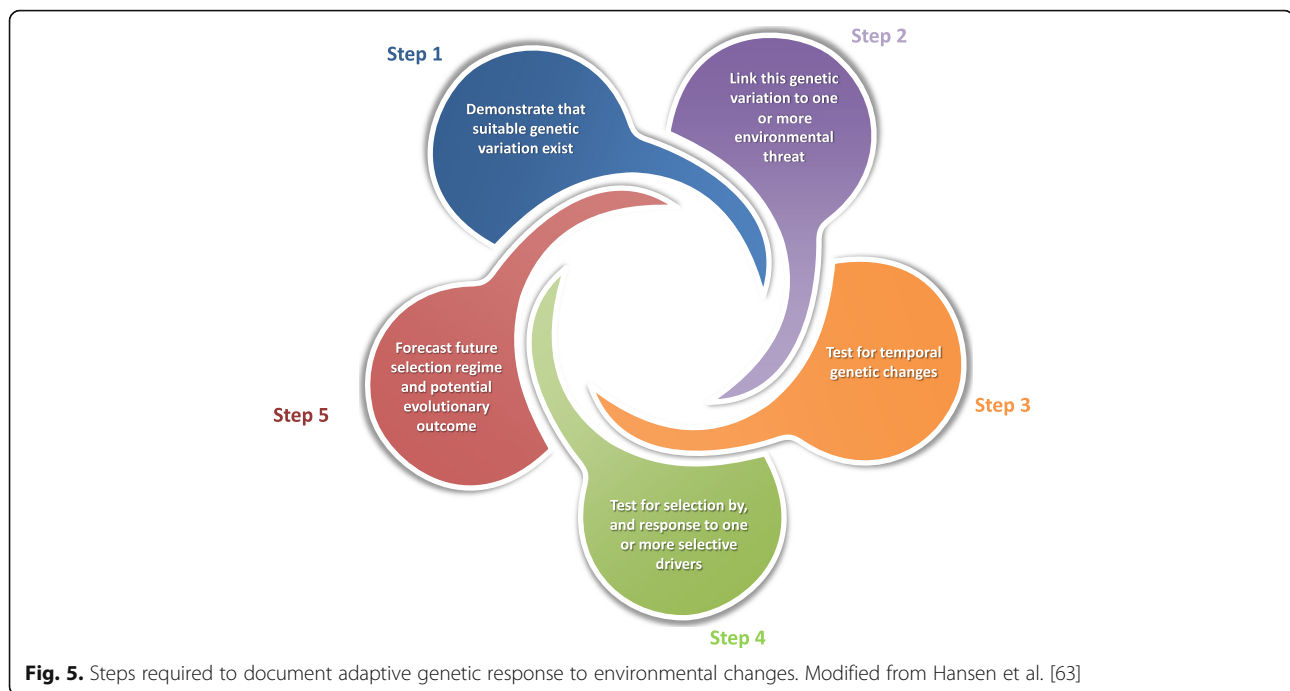 Step 1
Demonstrate that
suitable genetic
variation exist
Step 2
Link this genetic
variation to one
or more
environmental
threat
Step 3
Test for temporal
genetic changes
Step 4
Test for selection by,
and response to one
or more selective
drivers
Step 5
Forecast future
selection regime
and potential
evolutionary
outcome
Fig. 5. Steps required to document adaptive genetic response to environmental changes. Modified from Hansen et al. [63]